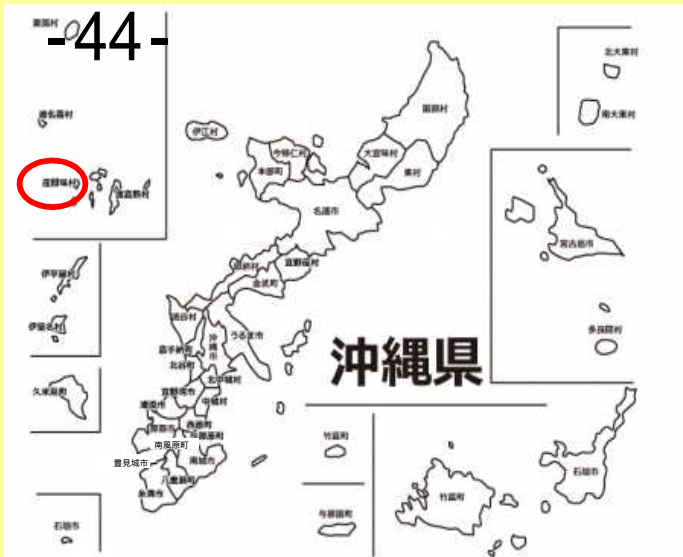 粟国村
-44-
北大東村
国頭村
渡名喜村
南大東村
伊江村
今帰仁村
大宜味村
本部町
東村
座間味村
渡嘉敷村
名護市
宮古島市
恩納村
宜野座村
伊平屋村
金武町
読谷村
伊是名村
うるま市
多良間村
沖縄市
嘉手納町
沖縄県
北谷町
北中城村
久米島町
宜野湾市
中城村
浦添市
西原町
那覇市
与那原町
竹富町
南風原町
豊見城市
南城市
石垣市
八重瀬町
糸満市
竹富町
石垣市
与那国町